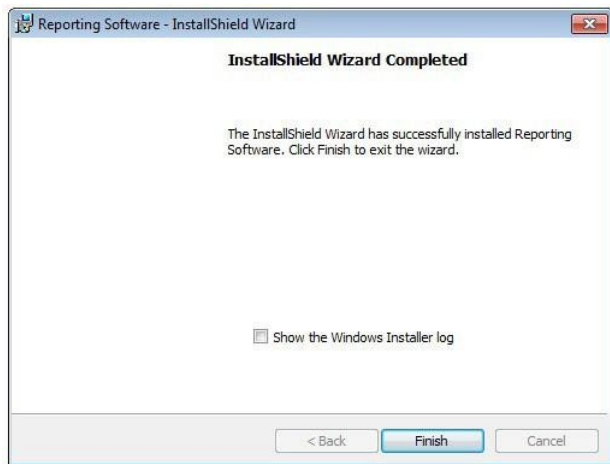 Reporting Software - InstallShield Wizard
InstallShield Wizard Completed
The InstallShield Wizard has successfully installed Reporting
Software. Click Finish to exit the wizard.
Show the Windows Installer log
< Back Finish Cancel